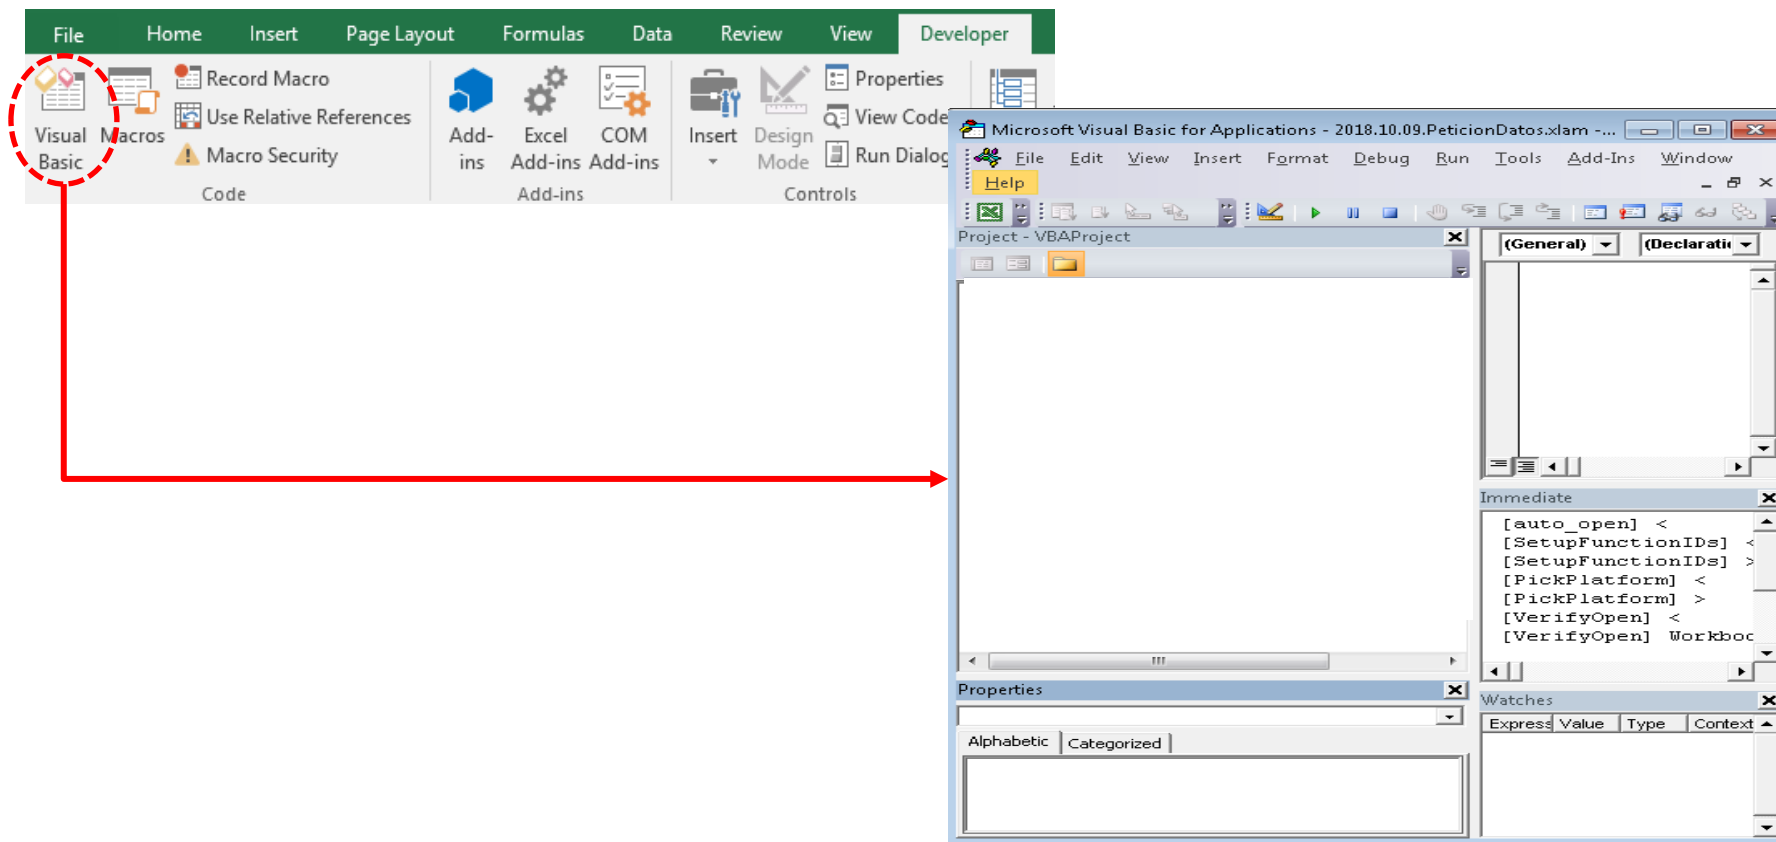 File Home Insert Page Layout Formulas Data Review View Developer
Record Macro
Use Relative References
Macro Security
Visual Basic
Macros
Code
Add-ins
Excel Add-ins
COM Add-ins
Add-ins
Insert
Design Mode
Properties
View Code
Run Dialog
Controls
Microsoft Visual Basic for Applications - 2018.10.09.PeticionDatos.xlam -...
File Edit View Insert Format Debug Run Tools Add-Ins Window
Help
Project - VBAProject
(General) (Declaratic
Immediate
[auto_open] <
[SetupFunctionIDs] <
[SetupFunctionIDs] >
[PickPlatform] <
[PickPlatform] >
[VerifyOpen] <
[VerifyOpen] Workboo
Properties
Alphabetic Categorized
Watches
Express Value Type Context